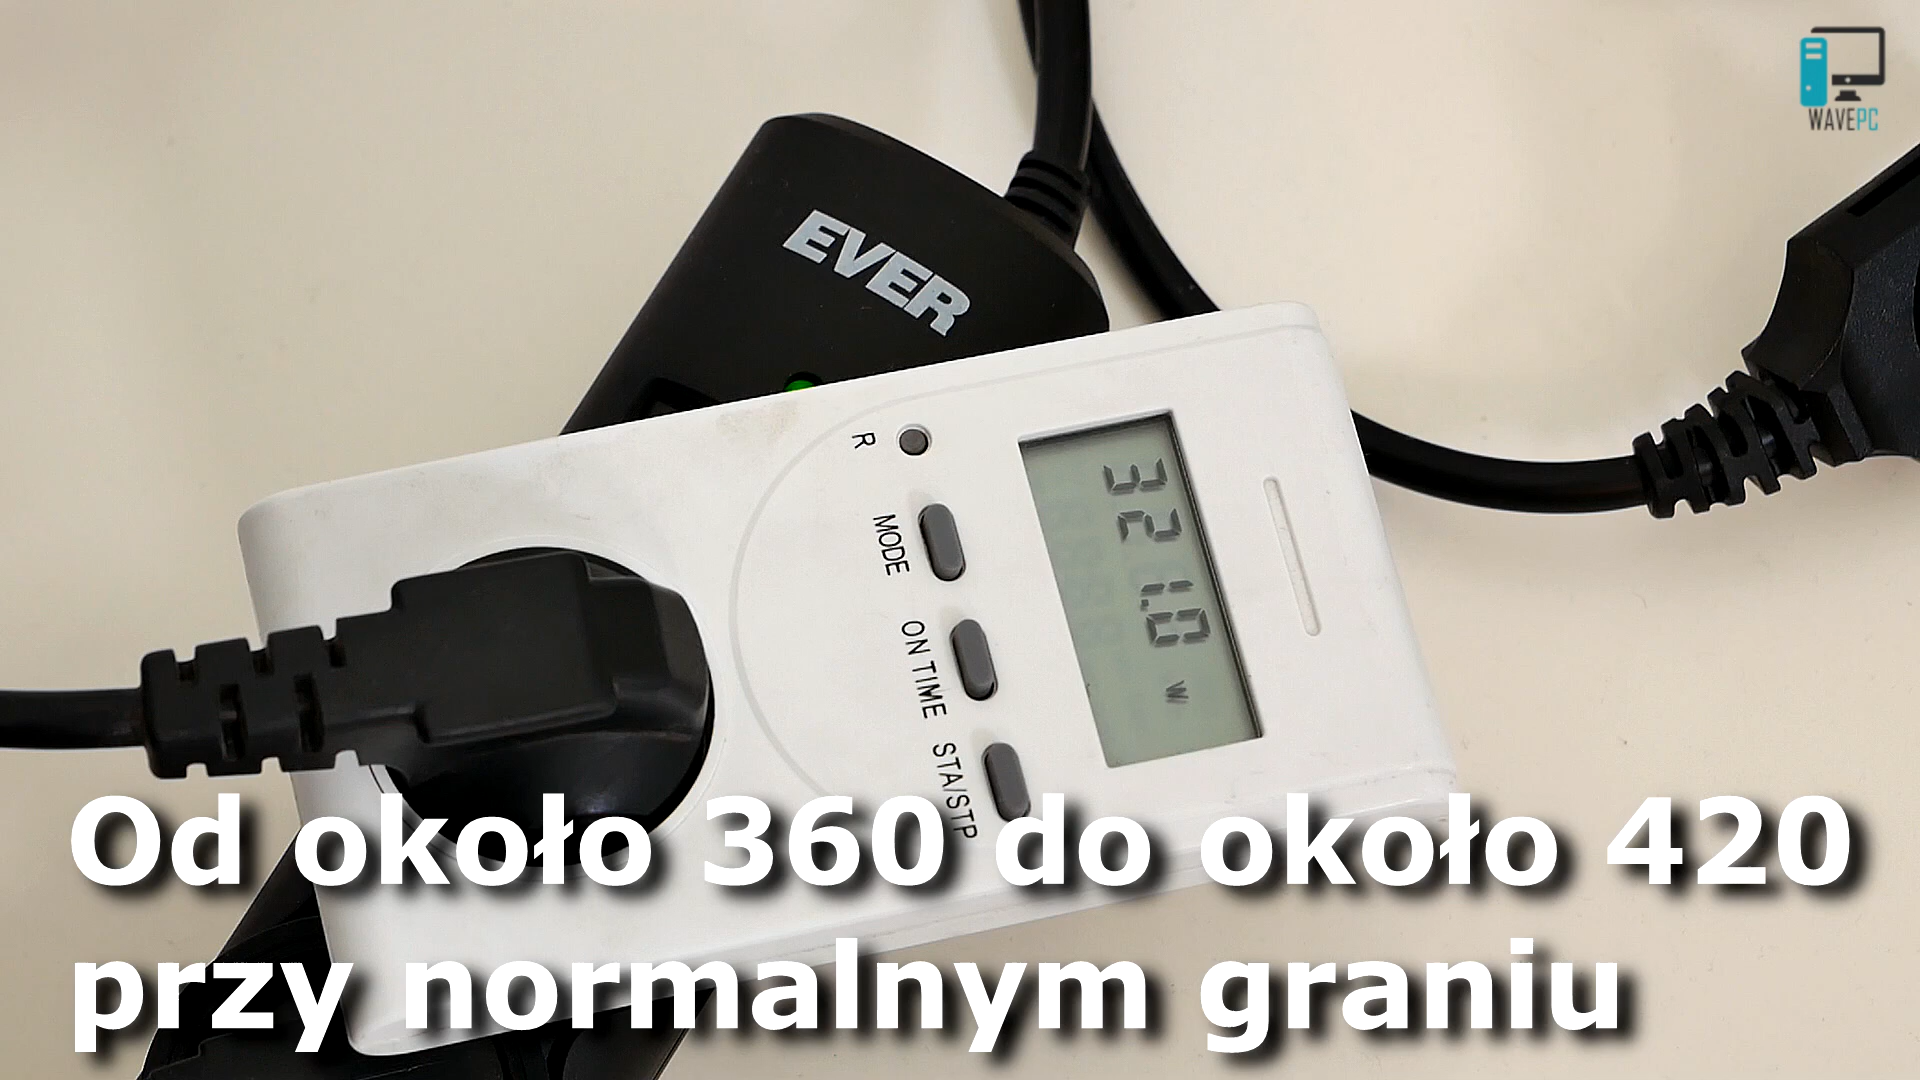 WAVEPC
EVER
R
MODE
ON TIME
STA/STP
321.0
W
Od około 360 do około 420
przy normalnym graniu